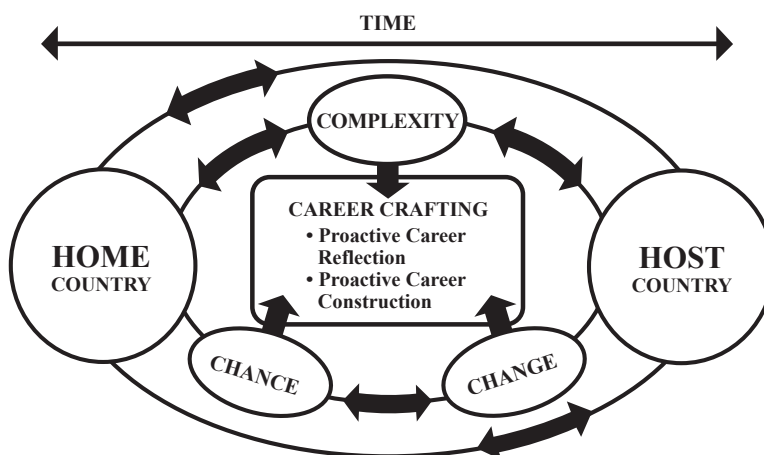 TIME
COMPLEXITY
CAREER CRAFTING
• Proactive Career
Reflection
• Proactive Career
Construction
HOME
COUNTRY
HOST
COUNTRY
CHANCE
CHANGE